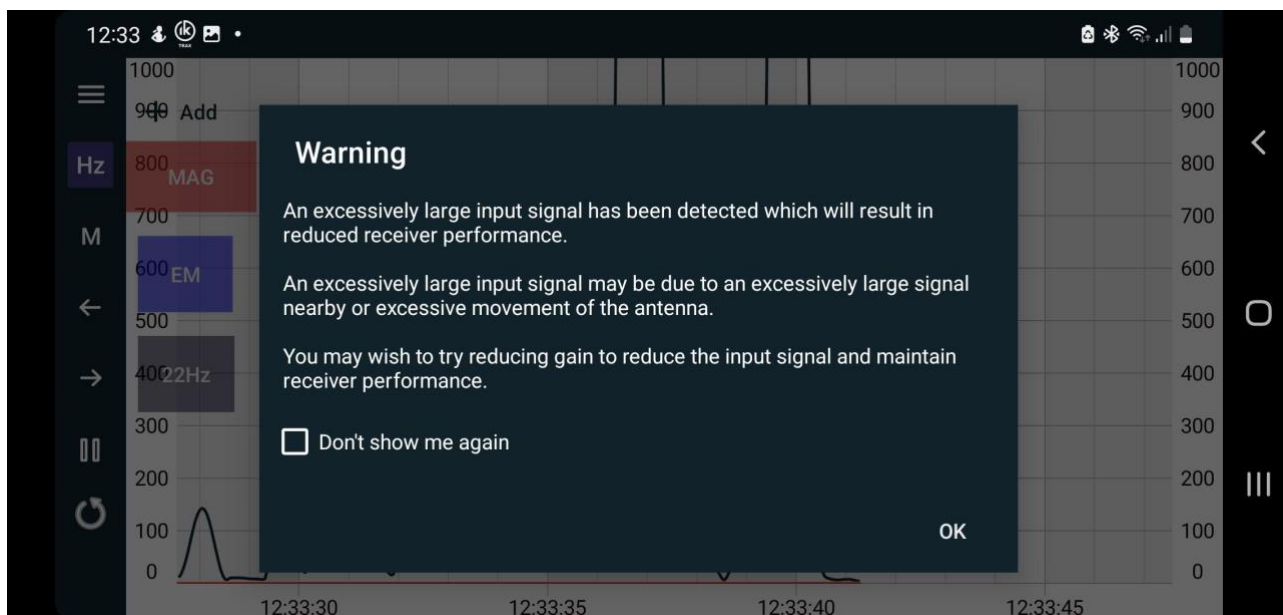 12:33
1000
1000
900
Add
900
Warning
Hz
800
MAG
800
An excessively large input signal has been detected which will result in
reduced receiver performance.
700
700
M
600
EM
600
An excessively large input signal may be due to an excessively large signal
nearby or excessive movement of the antenna.
500
500
You may wish to try reducing gain to reduce the input signal and maintain
receiver performance.
400
22Hz
400
300
Don't show me again
300
200
200
100
OK
100
0
0
12:33:30
12:33:35
12:33:40
12:33:45